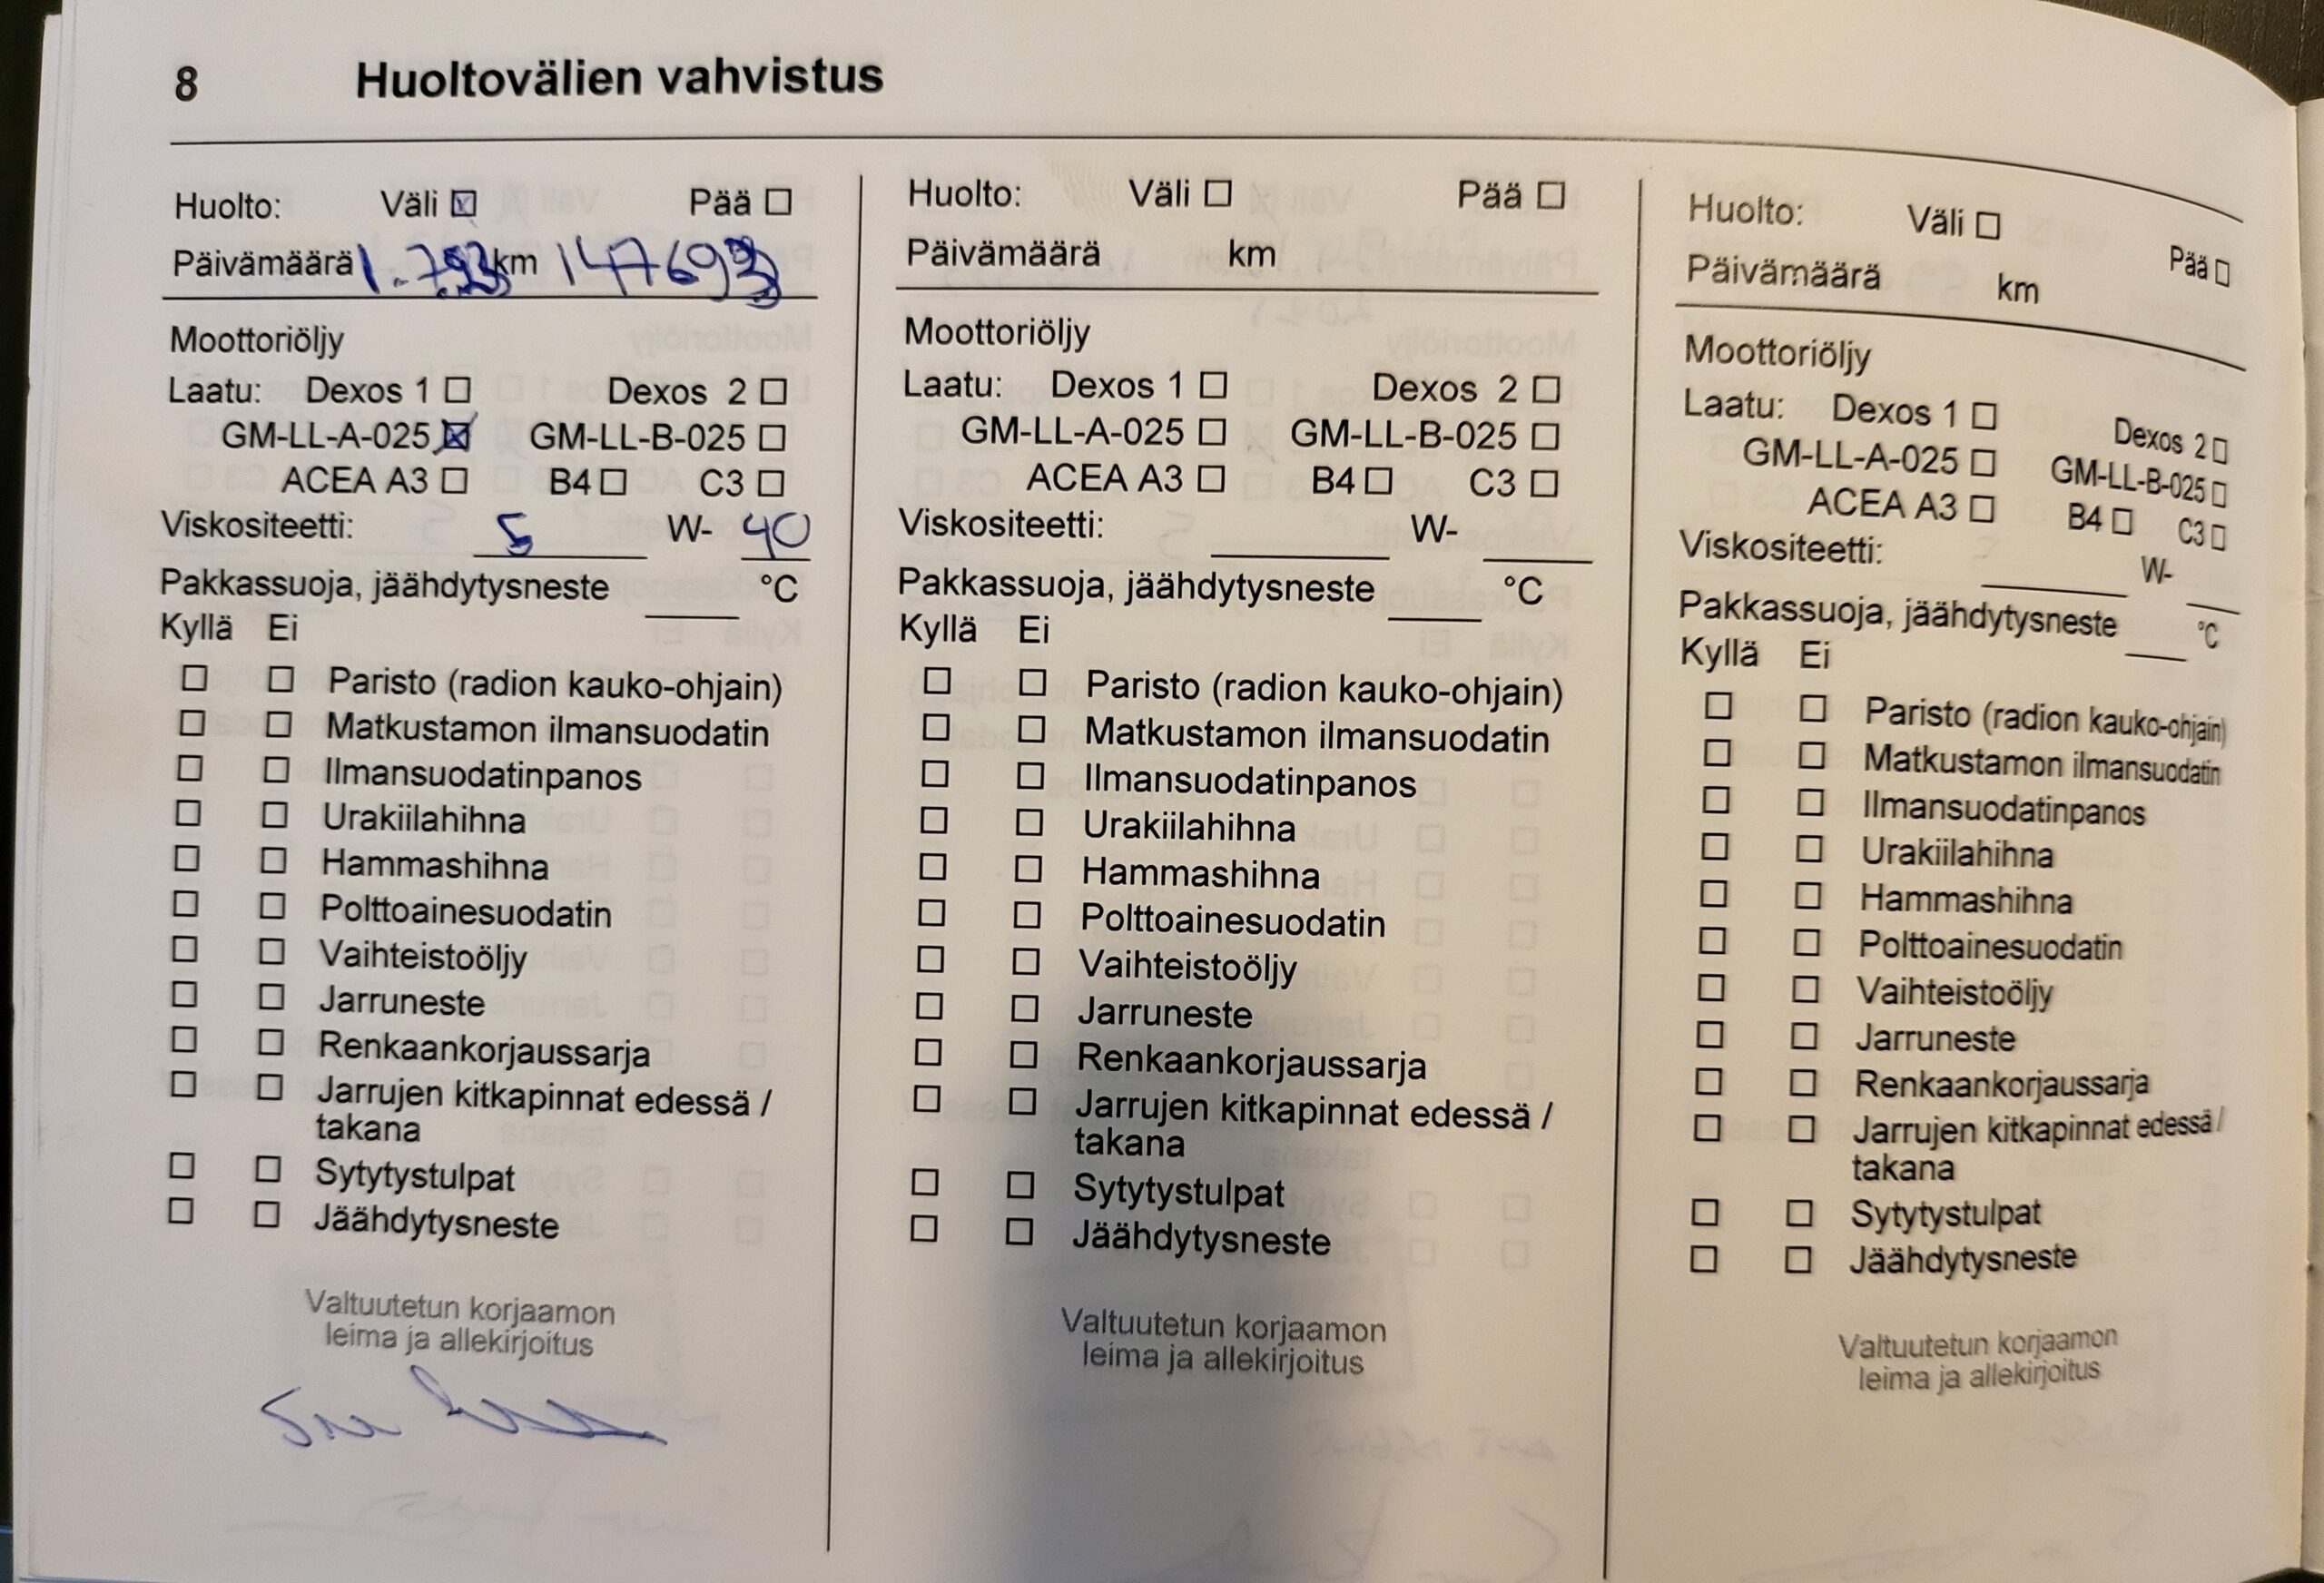 8 Huoltovälien vahvistus
Huolto: Väli Pää
Päivämäärä km
Moottoriöljy
Laatu: Dexos 1 Dexos 2
GM-LL-A-025 GM-LL-B-025
ACEA A3 B4 C3
Viskositeetti: 5 W- 40
Pakkassuoja, jäähdytysneste °C
Kyllä Ei
Paristo (radion kauko-ohjain)
Matkustamon ilmansuodatin
Ilmansuodatinpanos
Urakiilahihna
Hammashihna
Polttoainesuodatin
Vaihteistoöljy
Jarruneste
Renkaankorjaussarja
Jarrujen kitkapinnat edessä /
takana
Sytytystulpat
Jäähdytysneste
Valtuutetun korjaamon
leima ja allekirjoitus
Huolto: Väli Pää
Päivämäärä km
Moottoriöljy
Laatu: Dexos 1 Dexos 2
GM-LL-A-025 GM-LL-B-025
ACEA A3 B4 C3
Viskositeetti: W-
Pakkassuoja, jäähdytysneste °C
Kyllä Ei
Paristo (radion kauko-ohjain)
Matkustamon ilmansuodatin
Ilmansuodatinpanos
Urakiilahihna
Hammashihna
Polttoainesuodatin
Vaihteistoöljy
Jarruneste
Renkaankorjaussarja
Jarrujen kitkapinnat edessä /
takana
Sytytystulpat
Jäähdytysneste
Valtuutetun korjaamon
leima ja allekirjoitus
Huolto: Väli Pää
Päivämäärä km
Moottoriöljy
Laatu: Dexos 1 Dexos 2
GM-LL-A-025 GM-LL-B-025
ACEA A3 B4 C3
Viskositeetti: W-
Pakkassuoja, jäähdytysneste °C
Kyllä Ei
Paristo (radion kauko-ohjain)
Matkustamon ilmansuodatin
Ilmansuodatinpanos
Urakiilahihna
Hammashihna
Polttoainesuodatin
Vaihteistoöljy
Jarruneste
Renkaankorjaussarja
Jarrujen kitkapinnat edessä /
takana
Sytytystulpat
Jäähdytysneste
Valtuutetun korjaamon
leima ja allekirjoitus